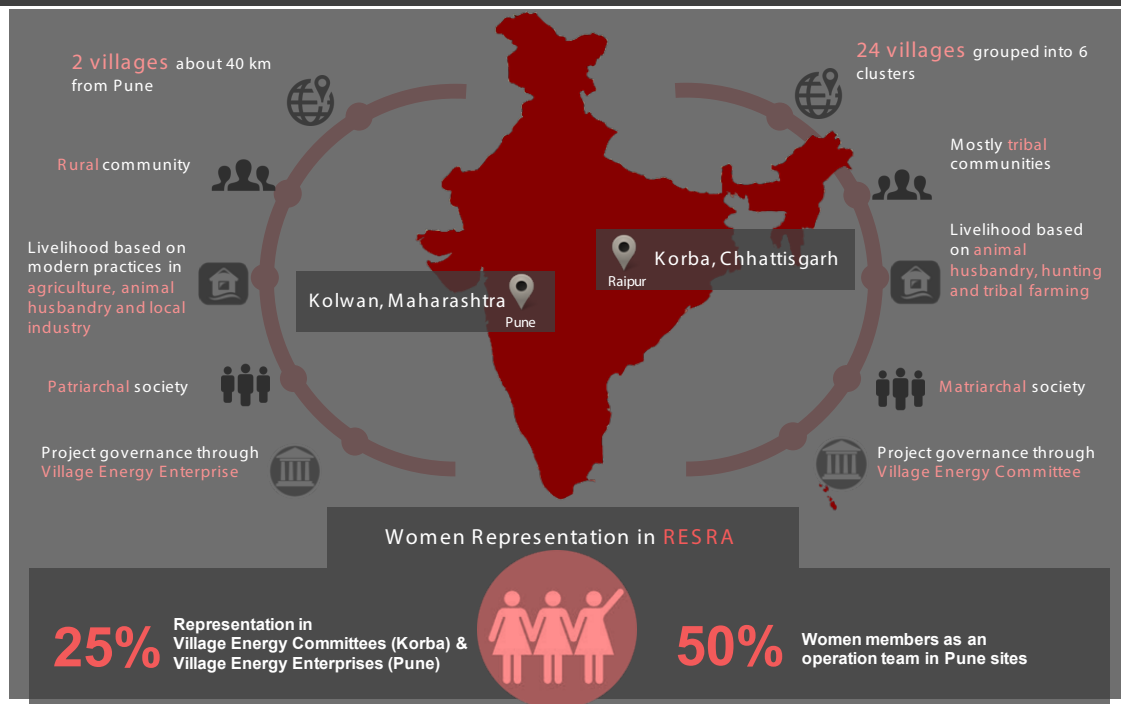 2 villages about 40 km
from Pune
Rural community
Livelihood based on
modern practices in
agriculture, animal
husbandry and local
industry
Patriarchal society
Project governance through
Village Energy Enterprise
Kolwan, Maharashtra
Pune
Korba, Chhattisgarh
Raipur
24 villages grouped into 6
clusters
Mostly tribal
communities
Livelihood based
on animal
husbandry, hunting
and tribal farming
Matriarchal society
Project governance through
Village Energy Committee
Women Representation in RESRA
25%
Representation in
Village Energy Committees (Korba) &
Village Energy Enterprises (Pune)
50%
Women members as an
operation team in Pune sites